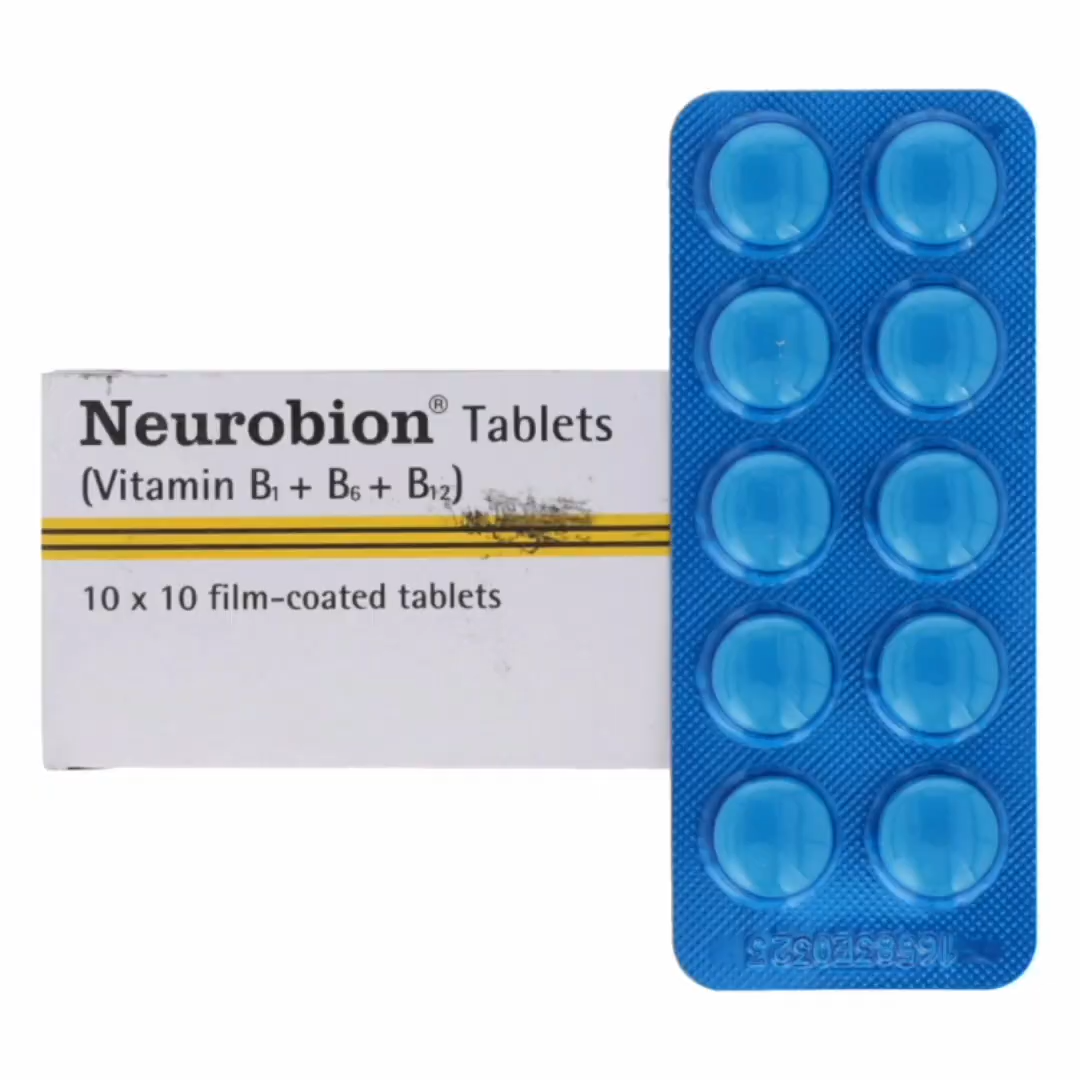 Neurobion® Tablets
(Vitamin B₁ + B₆ + B₁₂)
10 x 10 film-coated tablets